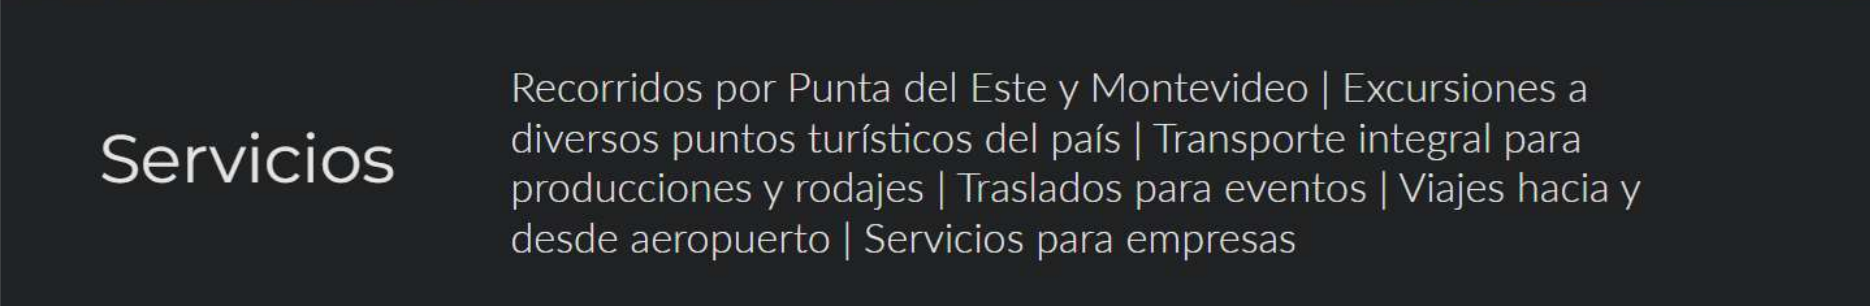 Servicios
Recorridos por Punta del Este y Montevideo | Excursiones a
diversos puntos turísticos del país | Transporte integral para
producciones y rodajes | Traslados para eventos | Viajes hacia y
desde aeropuerto | Servicios para empresas